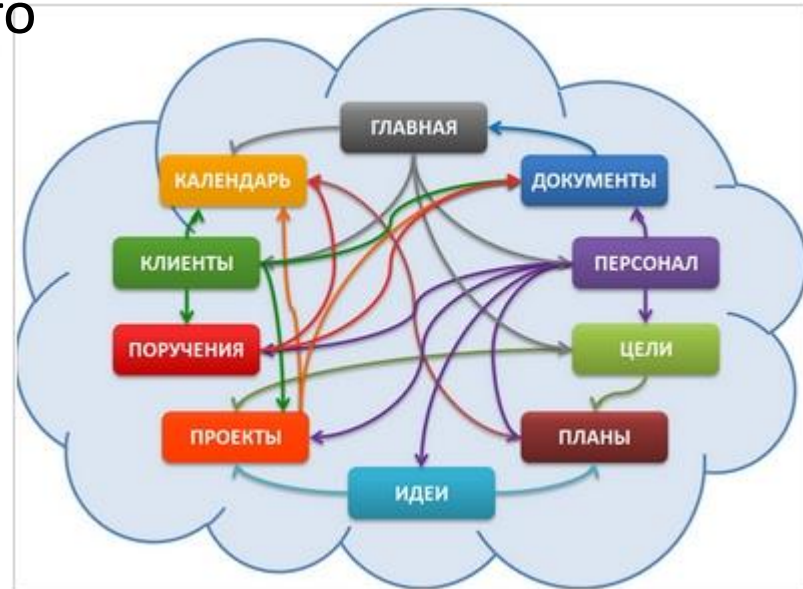 ГЛАВНАЯ
КАЛЕНДАРЬ
ДОКУМЕНТЫ
КЛИЕНТЫ
ПЕРСОНАЛ
ПОРУЧЕНИЯ
ЦЕЛИ
ПРОЕКТЫ
ПЛАНЫ
ИДЕИ